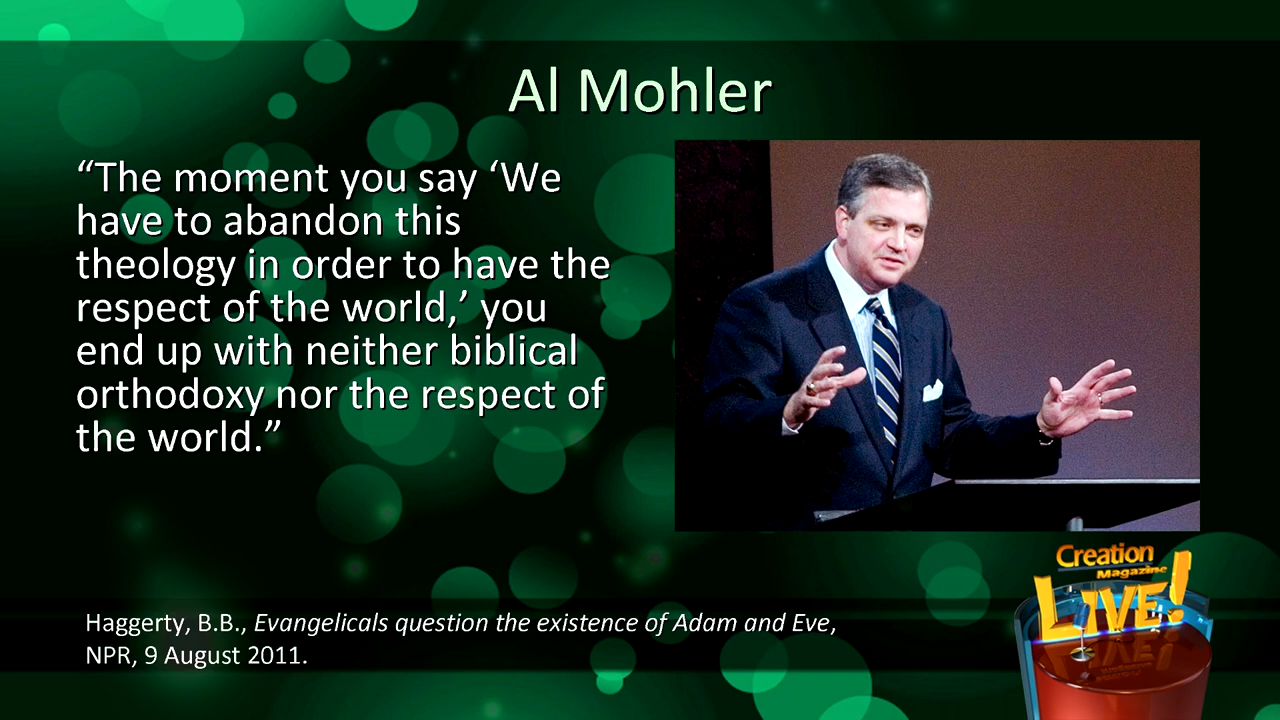 Al Mohler
“The moment you say ‘We
have to abandon this
theology in order to have the
respect of the world,’ you
end up with neither biblical
orthodoxy nor the respect of
the world.”
Haggerty, B.B., Evangelicals question the existence of Adam and Eve,
NPR, 9 August 2011.
Creation
Magazine
LIVE!